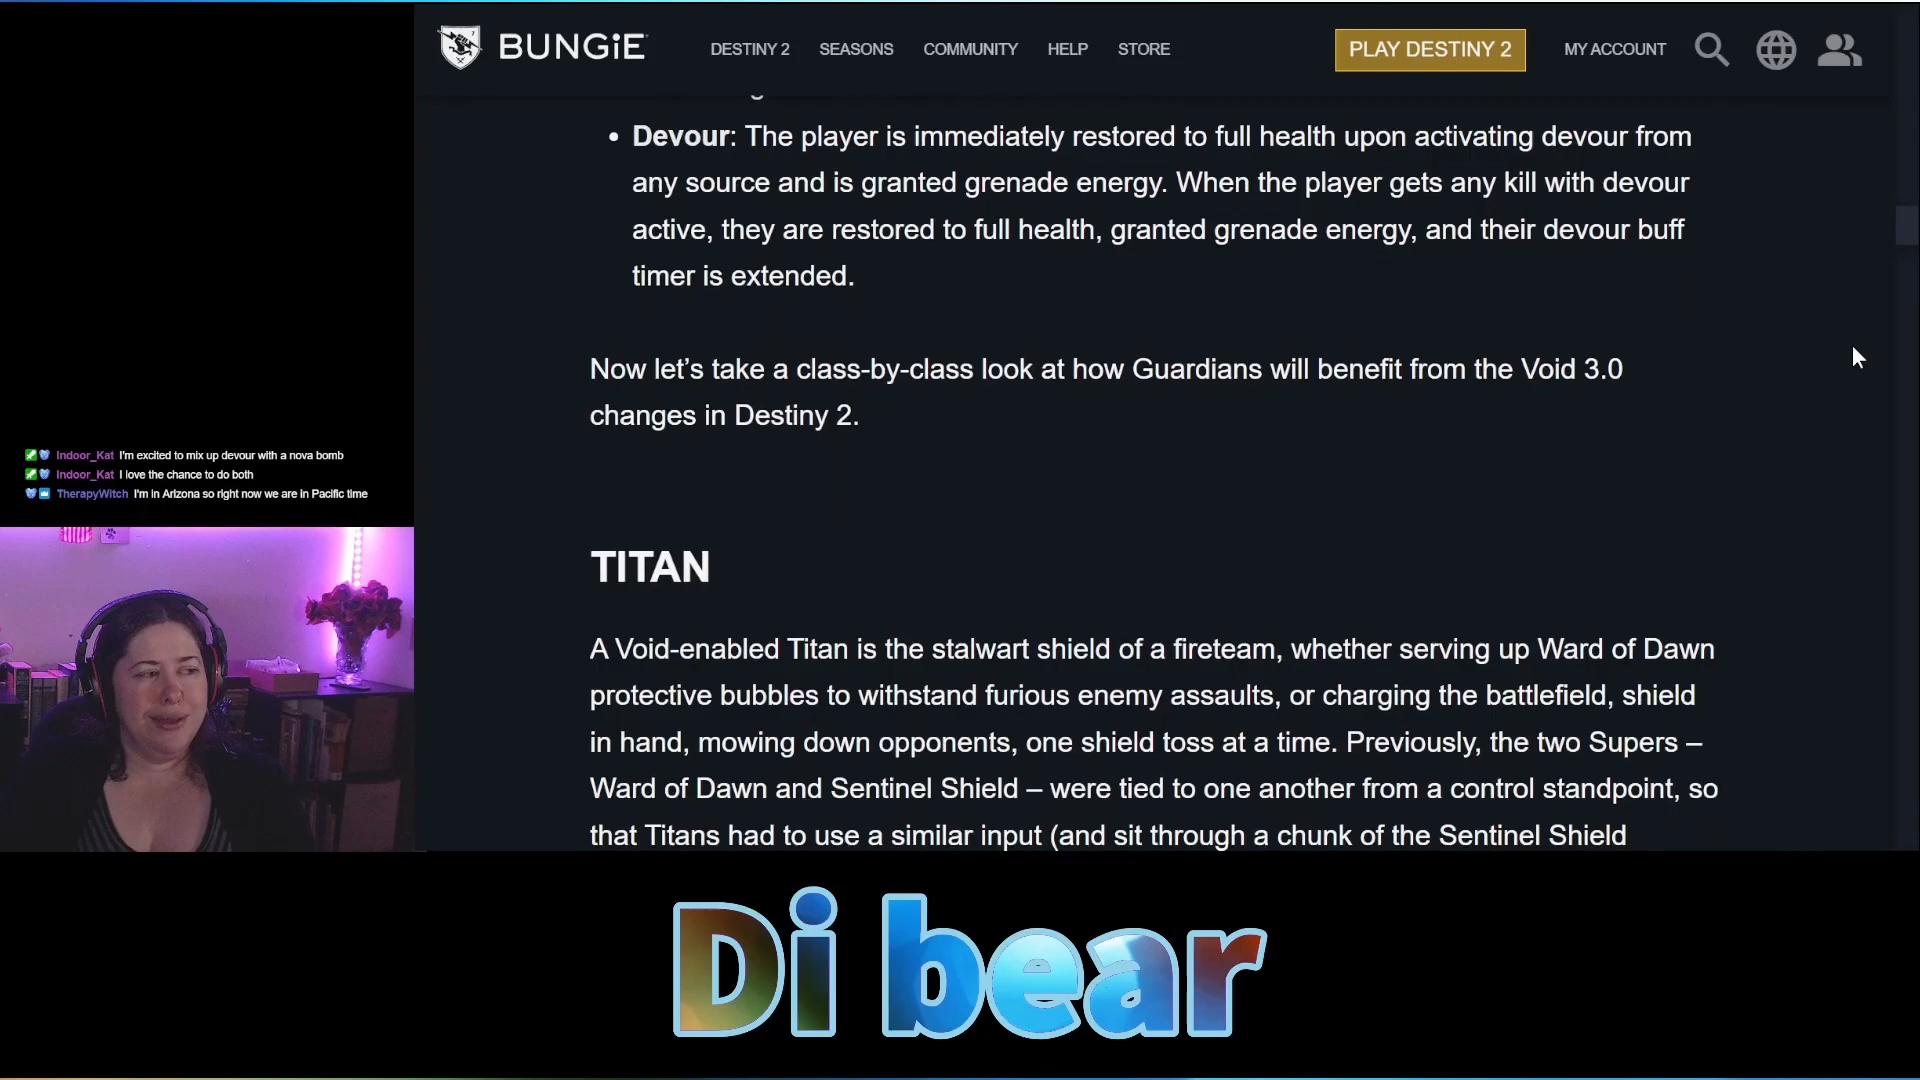 BUNGiE
DESTINY 2 SEASONS COMMUNITY HELP STORE
PLAY DESTINY 2
MY ACCOUNT
• Devour: The player is immediately restored to full health upon activating devour from
any source and is granted grenade energy. When the player gets any kill with devour
active, they are restored to full health, granted grenade energy, and their devour buff
timer is extended.
Now let’s take a class-by-class look at how Guardians will benefit from the Void 3.0
changes in Destiny 2.
TITAN
A Void-enabled Titan is the stalwart shield of a fireteam, whether serving up Ward of Dawn
protective bubbles to withstand furious enemy assaults, or charging the battlefield, shield
in hand, mowing down opponents, one shield toss at a time. Previously, the two Supers –
Ward of Dawn and Sentinel Shield – were tied to one another from a control standpoint, so
that Titans had to use a similar input (and sit through a chunk of the Sentinel Shield
Indoor_Kat I'm excited to mix up devour with a nova bomb
Indoor_Kat I love the chance to do both
TherapyWitch I'm in Arizona so right now we are in Pacific time
Di bear